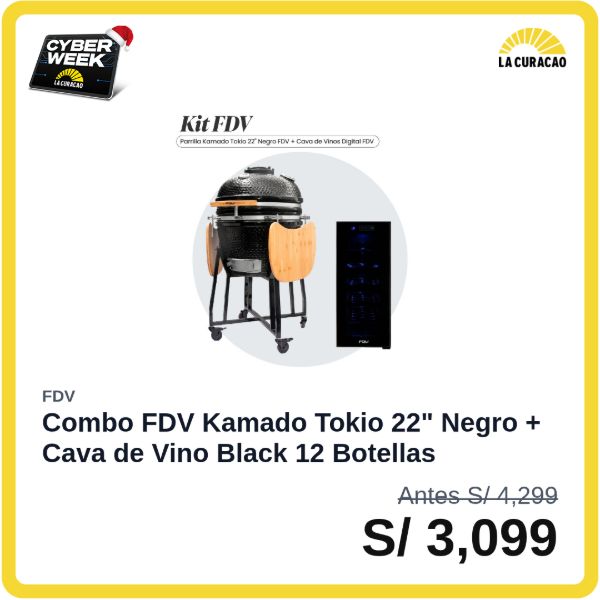 CYBER
WEEK
LA CURACAO
LA CURACAO
Kit FDV
Parrilla Kamado Tokio 22" Negro FDV + Cava de Vinos Digital FDV
FDV
FDV
Combo FDV Kamado Tokio 22" Negro +
Cava de Vino Black 12 Botellas
Antes S/ 4,299
S/ 3,099